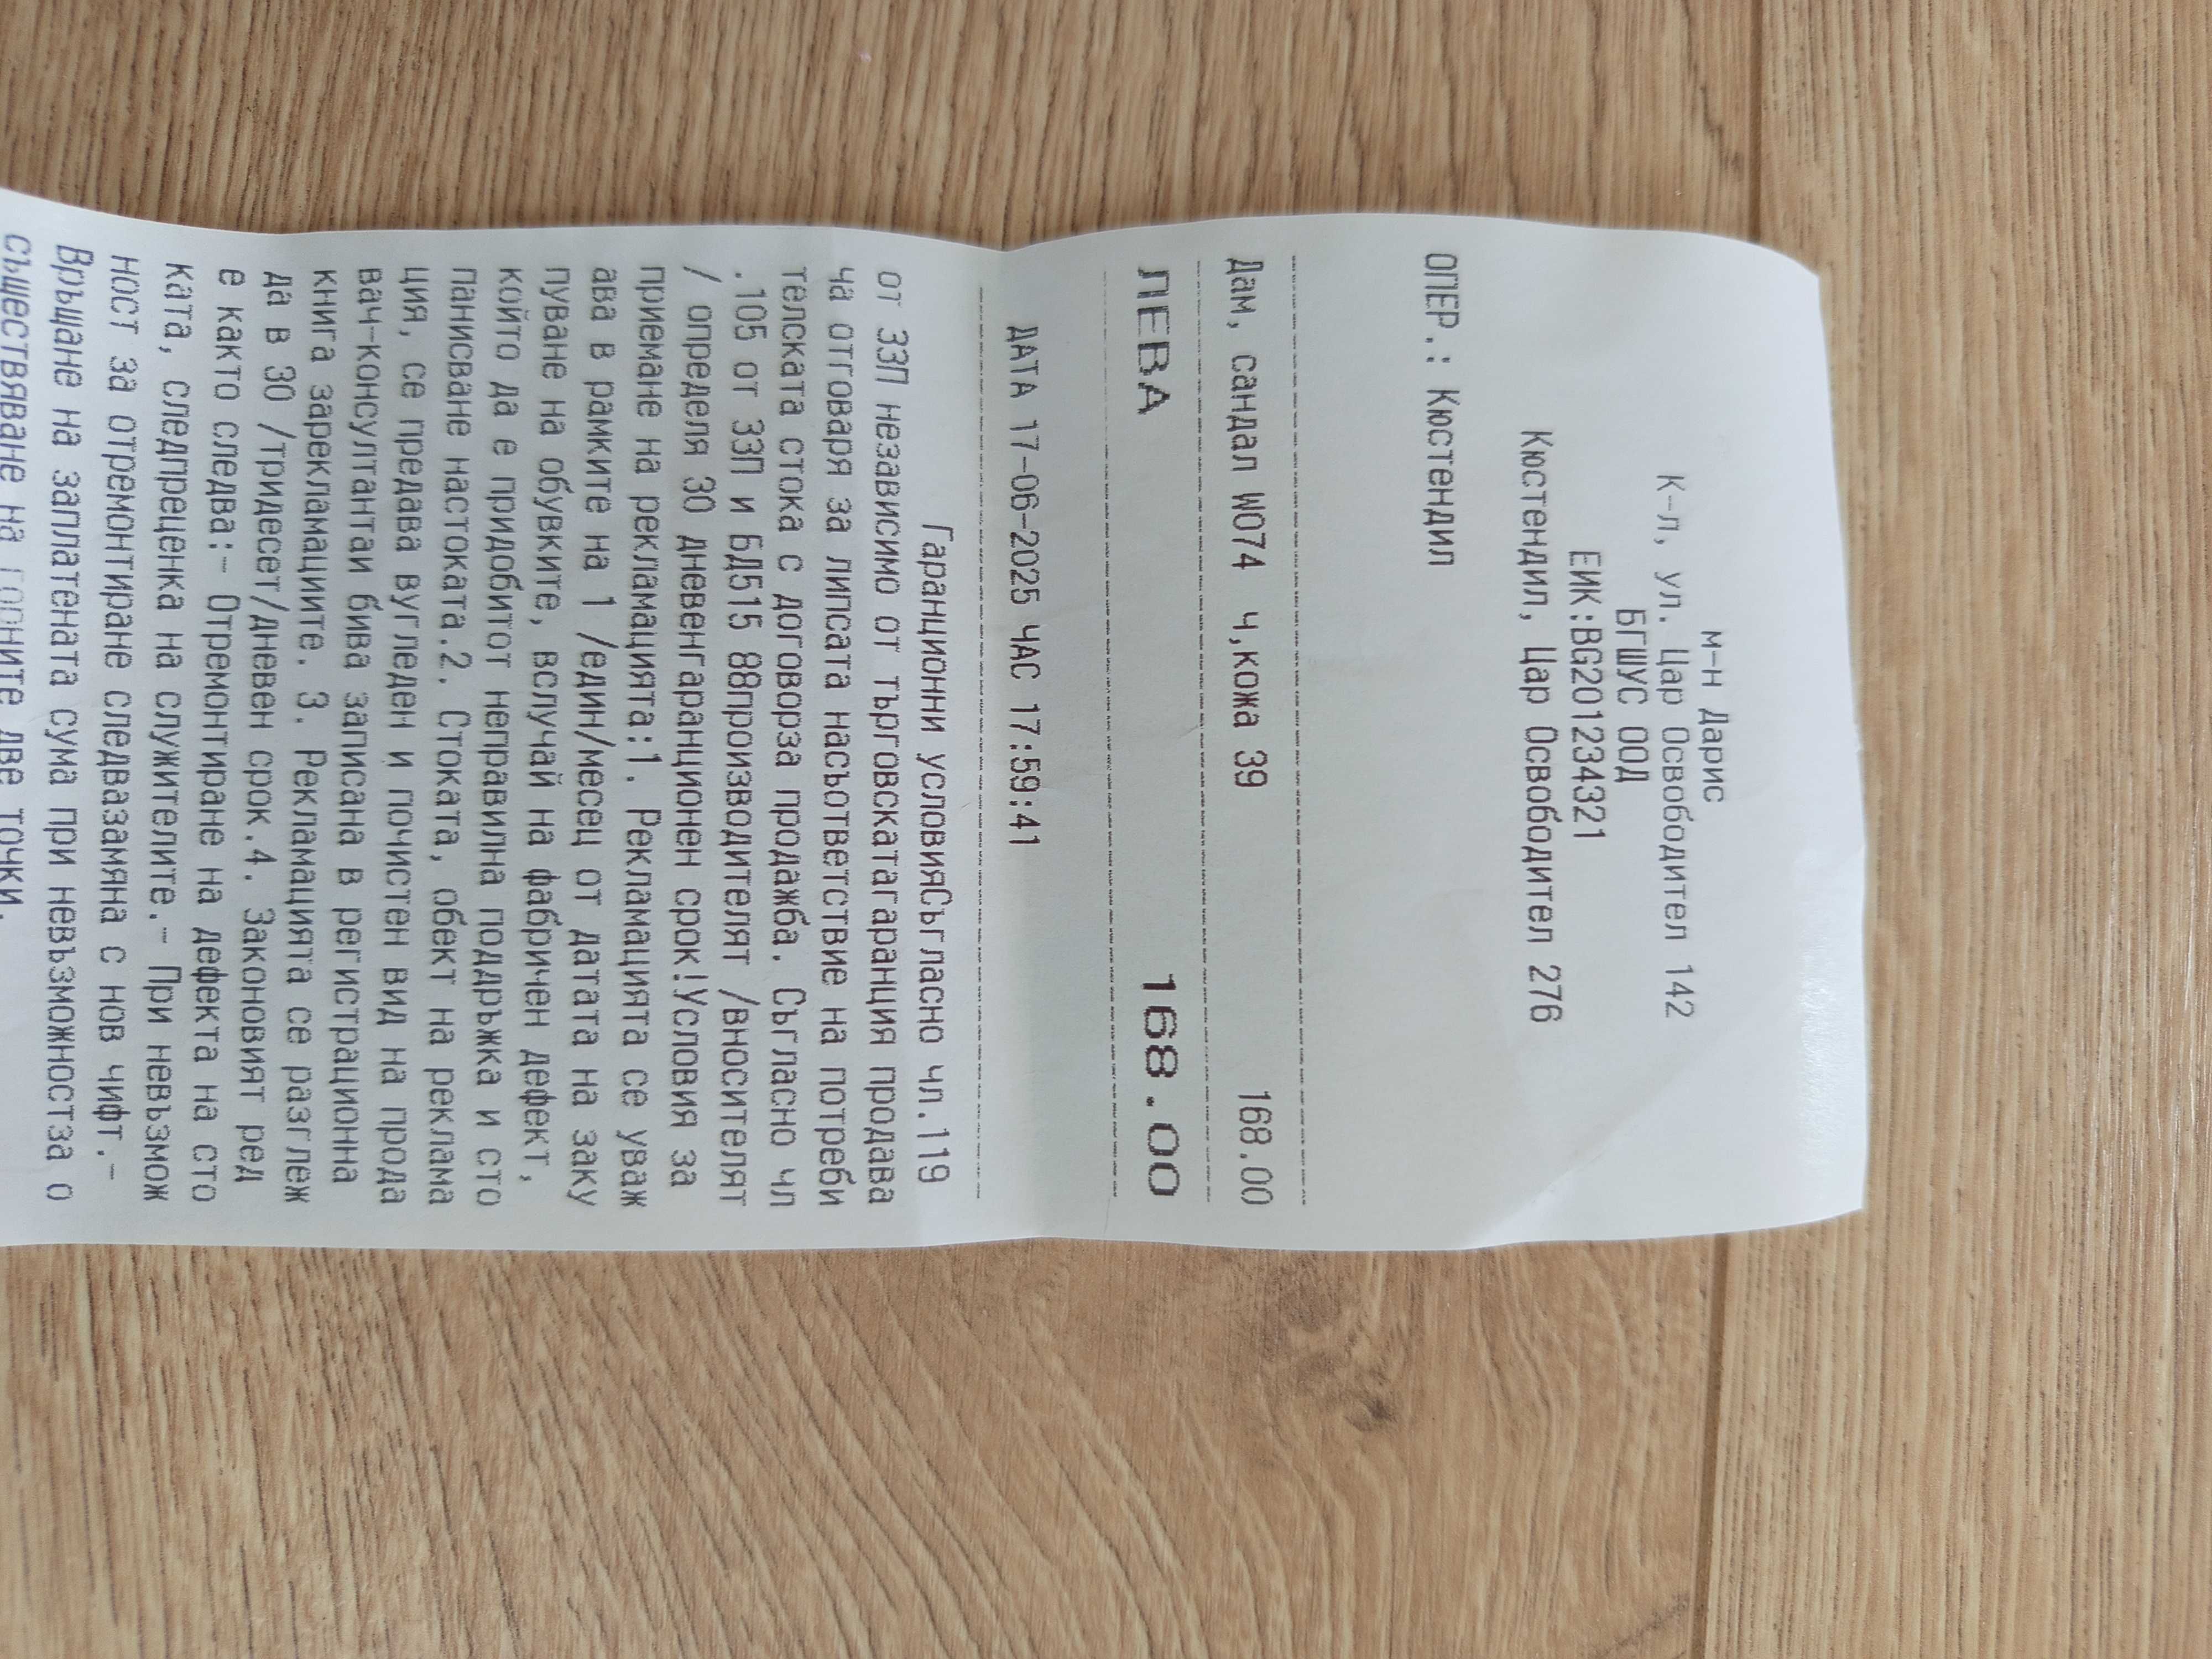 м-н Дарис
К-л, ул. Цар Освободител 142
БГШУС ООД
ЕИК:BG201234321
Кюстендил, Цар Освободител 276
ОПЕР.: Кюстендил
Дам, сандал W074 ч,кожа 39 168.00
ЛЕВА 168.00
ДАТА 17-06-2025 ЧАС 17:59:41
Гаранционни условияСъгласно чл.119
от ЗЗП независимо от търговскатагаранция продава
ча отговаря за липсата насъответствие на потреби
телската стока с договорза продажба. Съгласно чл
.105 от ЗЗП и БД515 88производителят /вносителят
/ определя 30 дневенгаранционен срок!Условия за
приемане на рекламацията:1. Рекламацията се уваж
ава в рамките на 1 /един/месец от датата на заку
пуване на обувките, вслучай на фабричен дефект,
който да е придобитот неправилна поддръжка и сто
панисване настоката.2. Стоката, обект на реклама
ция, се предава вугледен и почистен вид на прода
вач-консултантаи бива записана в регистрационна
книга зарекламациите. 3. Рекламацията се разглеж
да в 30 /тридесет/дневен срок.4. Законовият ред
е както следва:- Отремонтиране на дефекта на сто
ката, следпреценка на служителите.- При невъзмож
ност за отремонтиране следвазамяна с нов чифт.-
Връщане на заплатената сума при невъзможностза о
съществяване на горните две точки.